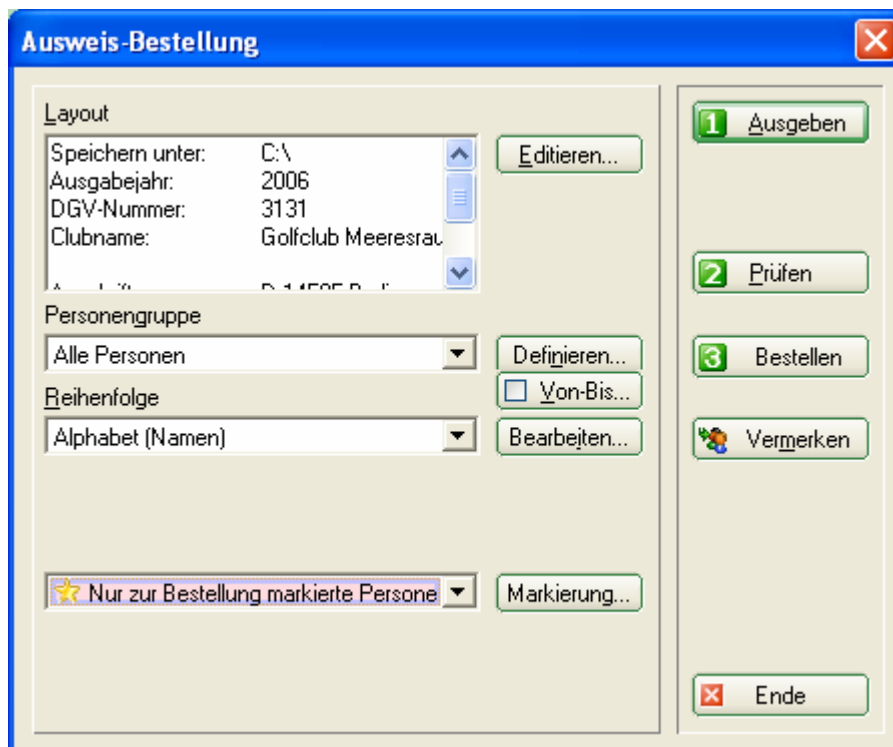 Ausweis-Bestellung
Layout
Speichern unter: C:\
Ausgabejahr: 2006
DGV-Nummer: 3131
Clubname: Golfclub Meeresrau
Editieren...
Personengruppe
Alle Personen
Definieren...
Von-Bis...
Reihenfolge
Alphabet (Namen)
Bearbeiten...
Nur zur Bestellung markierte Persone
Markierung...
1 Ausgeben
2 Prüfen
3 Bestellen
Vermerken
Ende